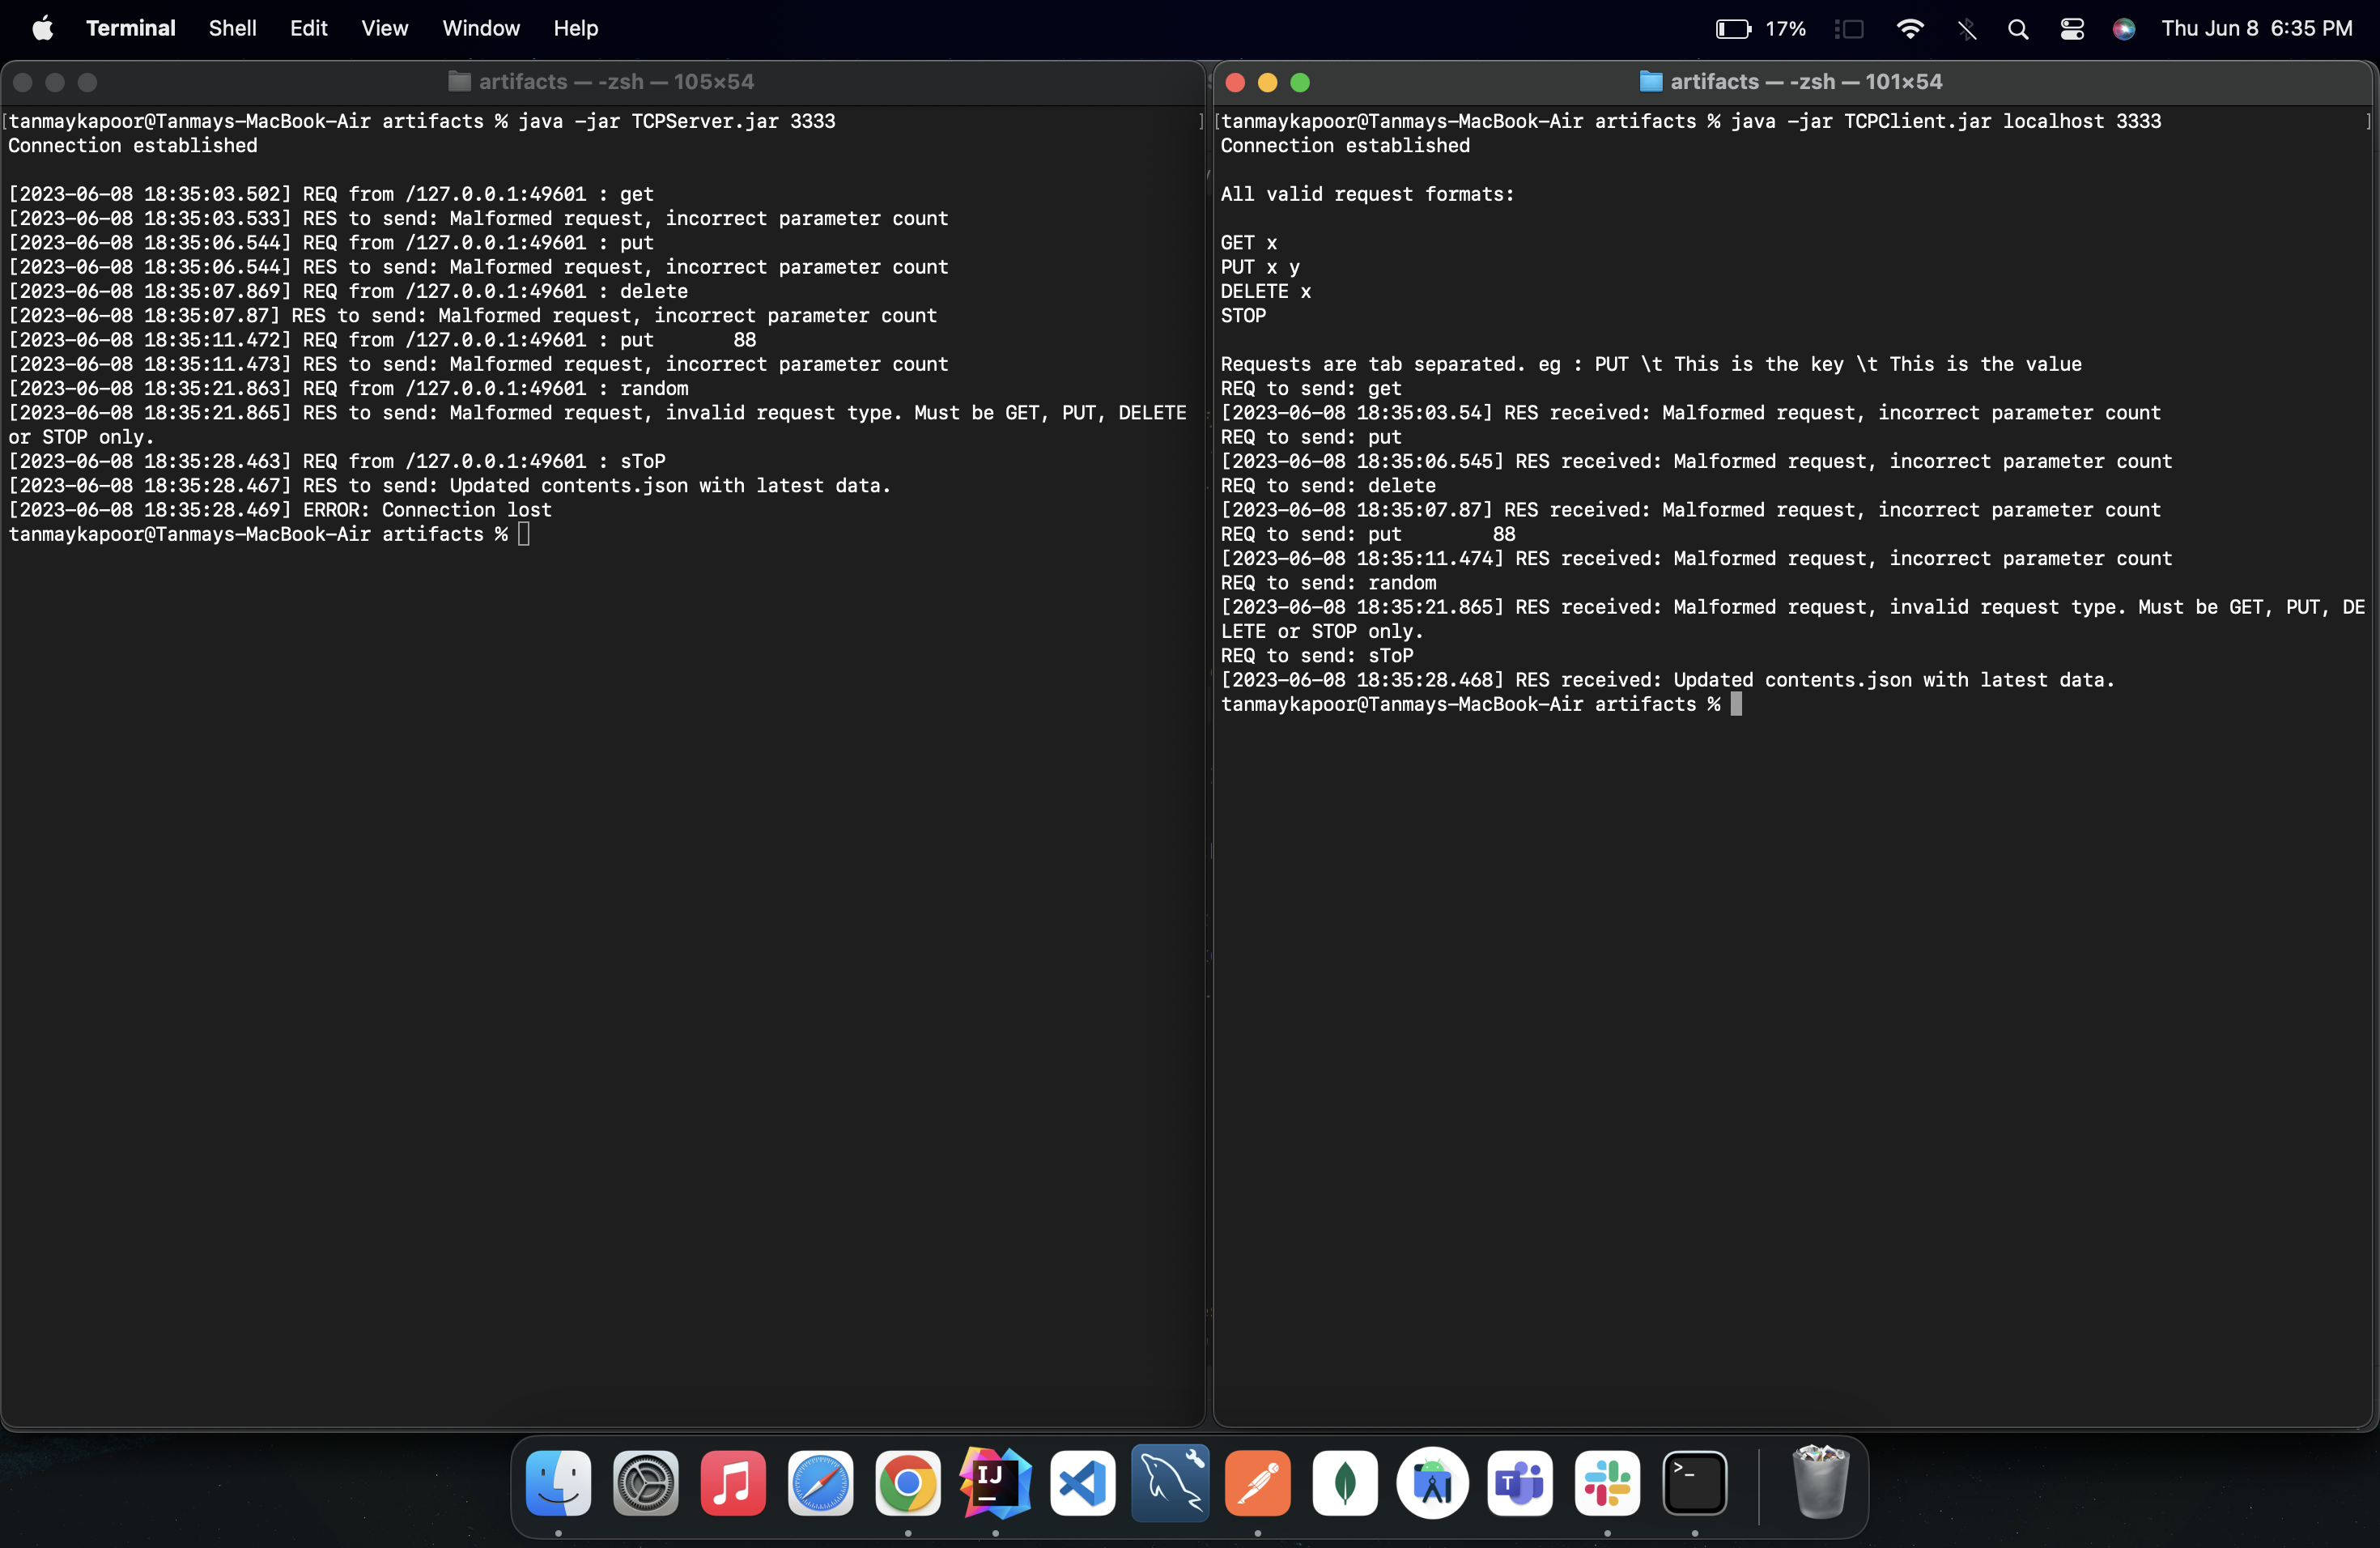 Terminal Shell Edit View Window Help 17% Thu Jun 8 6:35 PM
artifacts — -zsh — 105×54
[tanmaykapoor@Tanmays-MacBook-Air artifacts % java -jar TCPServer.jar 3333 ]
Connection established
[2023-06-08 18:35:03.502] REQ from /127.0.0.1:49601 : get
[2023-06-08 18:35:03.533] RES to send: Malformed request, incorrect parameter count
[2023-06-08 18:35:06.544] REQ from /127.0.0.1:49601 : put
[2023-06-08 18:35:06.544] RES to send: Malformed request, incorrect parameter count
[2023-06-08 18:35:07.869] REQ from /127.0.0.1:49601 : delete
[2023-06-08 18:35:07.87] RES to send: Malformed request, incorrect parameter count
[2023-06-08 18:35:11.472] REQ from /127.0.0.1:49601 : put 88
[2023-06-08 18:35:11.473] RES to send: Malformed request, incorrect parameter count
[2023-06-08 18:35:21.863] REQ from /127.0.0.1:49601 : random
[2023-06-08 18:35:21.865] RES to send: Malformed request, invalid request type. Must be GET, PUT, DELETE
or STOP only.
[2023-06-08 18:35:28.463] REQ from /127.0.0.1:49601 : sToP
[2023-06-08 18:35:28.467] RES to send: Updated contents.json with latest data.
[2023-06-08 18:35:28.469] ERROR: Connection lost
tanmaykapoor@Tanmays-MacBook-Air artifacts %
artifacts — -zsh — 101×54
[tanmaykapoor@Tanmays-MacBook-Air artifacts % java -jar TCPClient.jar localhost 3333 ]
Connection established
All valid request formats:
GET x
PUT x y
DELETE x
STOP
Requests are tab separated. eg : PUT \t This is the key \t This is the value
REQ to send: get
[2023-06-08 18:35:03.54] RES received: Malformed request, incorrect parameter count
REQ to send: put
[2023-06-08 18:35:06.545] RES received: Malformed request, incorrect parameter count
REQ to send: delete
[2023-06-08 18:35:07.87] RES received: Malformed request, incorrect parameter count
REQ to send: put 88
[2023-06-08 18:35:11.474] RES received: Malformed request, incorrect parameter count
REQ to send: random
[2023-06-08 18:35:21.865] RES received: Malformed request, invalid request type. Must be GET, PUT, DE
LETE or STOP only.
REQ to send: sToP
[2023-06-08 18:35:28.468] RES received: Updated contents.json with latest data.
tanmaykapoor@Tanmays-MacBook-Air artifacts %
IJ
T
>_